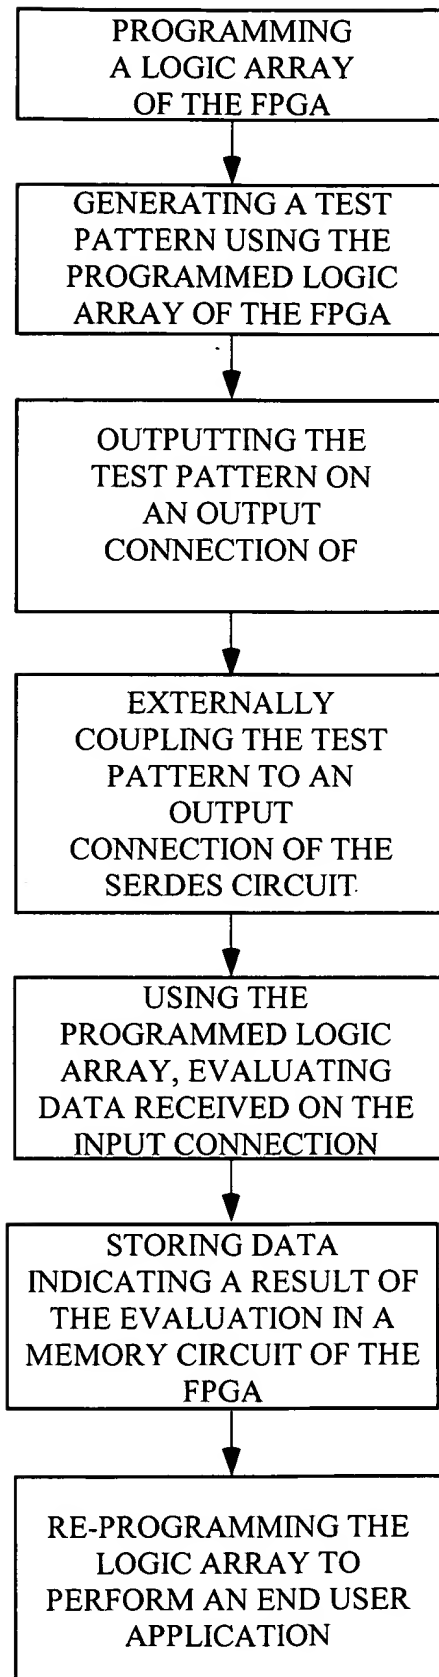 PROGRAMMING
A LOGIC ARRAY
OF THE FPGA
GENERATING A TEST
PATTERN USING THE
PROGRAMMED LOGIC
ARRAY OF THE FPGA
OUTPUTTING THE
TEST PATTERN ON
AN OUTPUT
CONNECTION OF
EXTERNALLY
COUPLING THE TEST
PATTERN TO AN
OUTPUT
CONNECTION OF THE
SERDES CIRCUIT
USING THE
PROGRAMMED LOGIC
ARRAY, EVALUATING
DATA RECEIVED ON THE
INPUT CONNECTION
STORING DATA
INDICATING A RESULT OF
THE EVALUATION IN A
MEMORY CIRCUIT OF THE
FPGA
RE-PROGRAMMING THE
LOGIC ARRAY TO
PERFORM AN END USER
APPLICATION